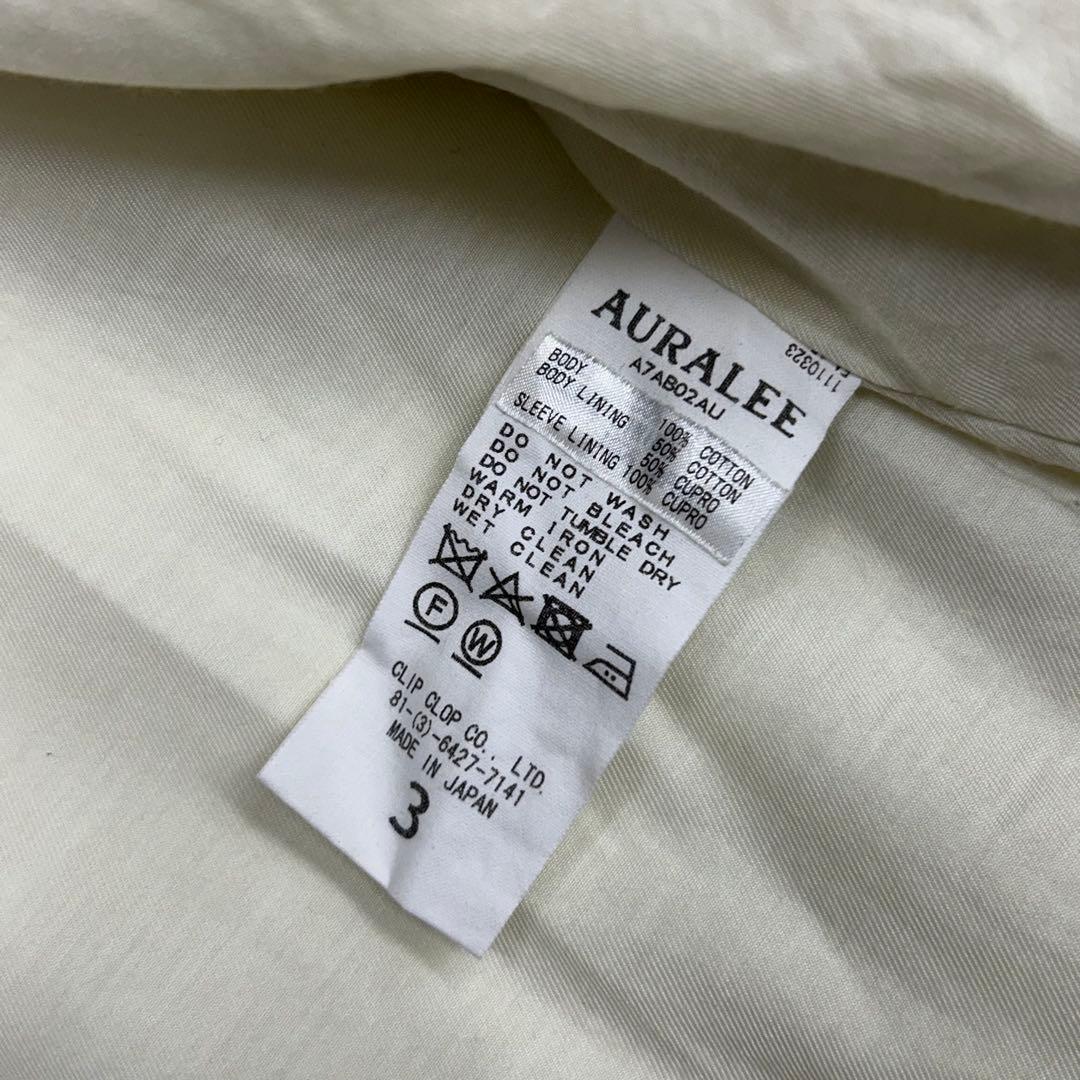 AURALEE
A7AB02AU
BODY 100% COTTON
BODY LINING 50% COTTON
50% CUPRO
SLEEVE LINING 100% CUPRO
DO NOT WASH
DO NOT BLEACH
DO NOT TUMBLE DRY
WARM IRON
DRY CLEAN
WET CLEAN
F
W
CLIP CLOP CO., LTD.
81-(3)-6427-7141
MADE IN JAPAN
3
11110323